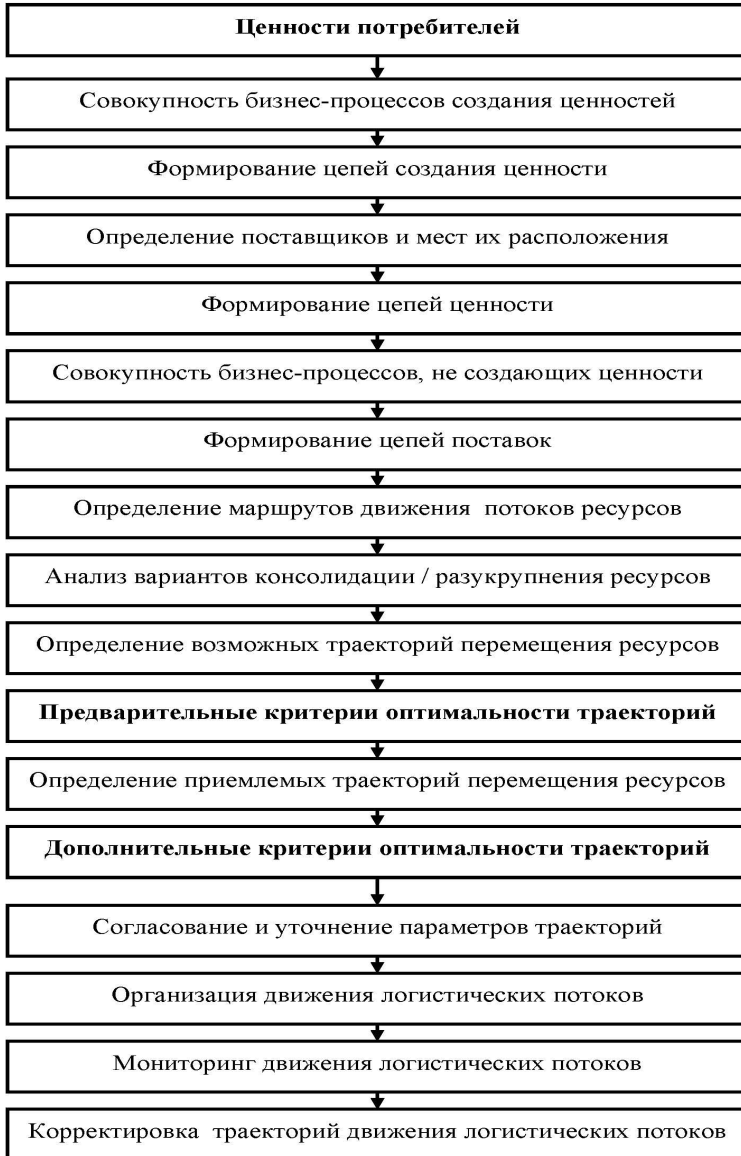 Ценности потребителей
Совокупность бизнес-процессов создания ценностей
Формирование цепей создания ценности
Определение поставщиков и мест их расположения
Формирование цепей ценности
Совокупность бизнес-процессов, не создающих ценности
Формирование цепей поставок
Определение маршрутов движения потоков ресурсов
Анализ вариантов консолидации / разукрупнения ресурсов
Определение возможных траекторий перемещения ресурсов
Предварительные критерии оптимальности траекторий
Определение приемлемых траекторий перемещения ресурсов
Дополнительные критерии оптимальности траекторий
Согласование и уточнение параметров траекторий
Организация движения логистических потоков
Мониторинг движения логистических потоков
Корректировка траекторий движения логистических потоков